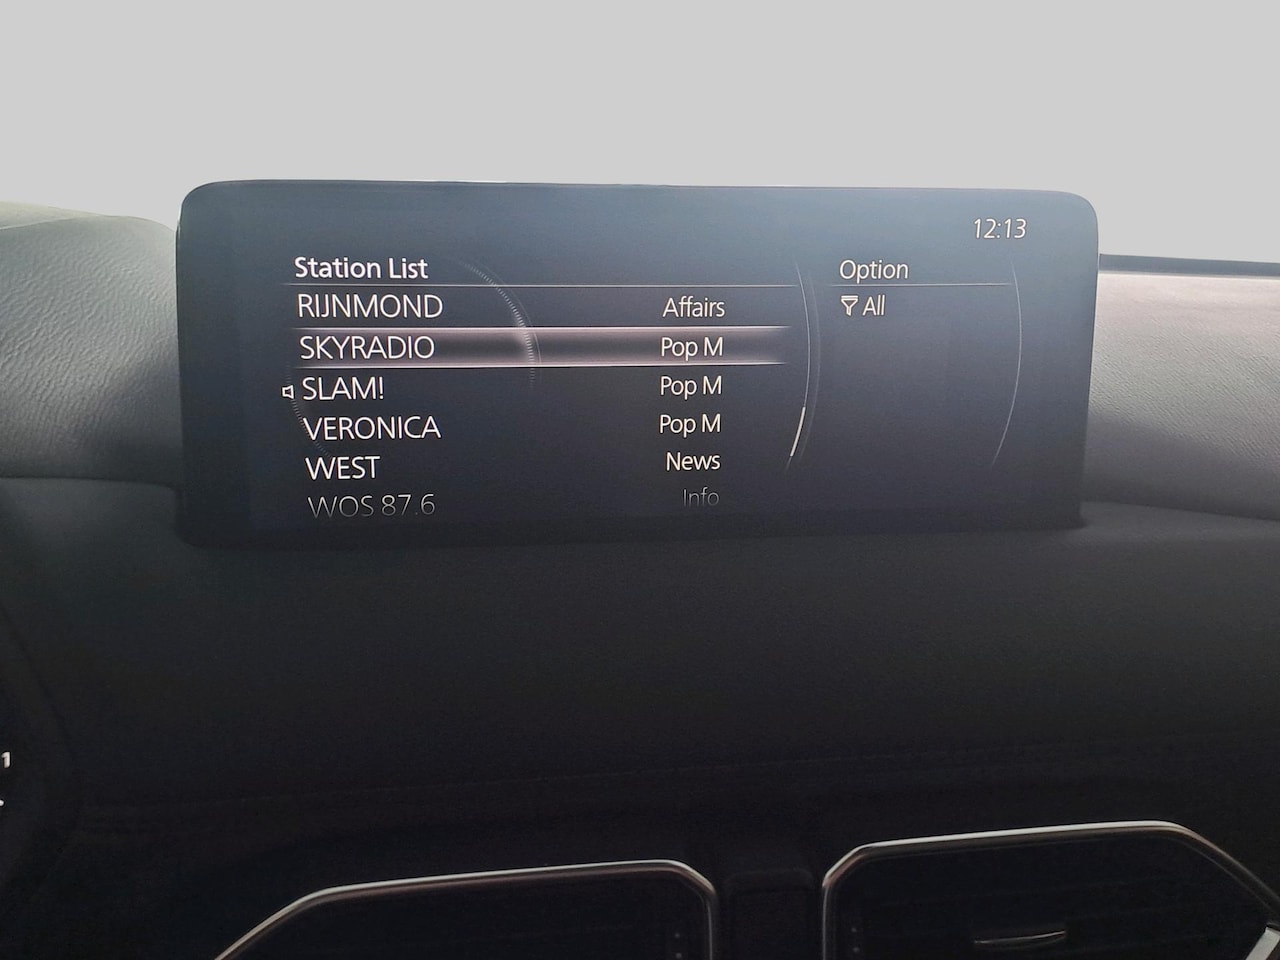 12:13
Station List
Option
RIJNMOND Affairs
All
SKYRADIO Pop M
SLAM! Pop M
VERONICA Pop M
WEST News
WOS 87.6 Info
1